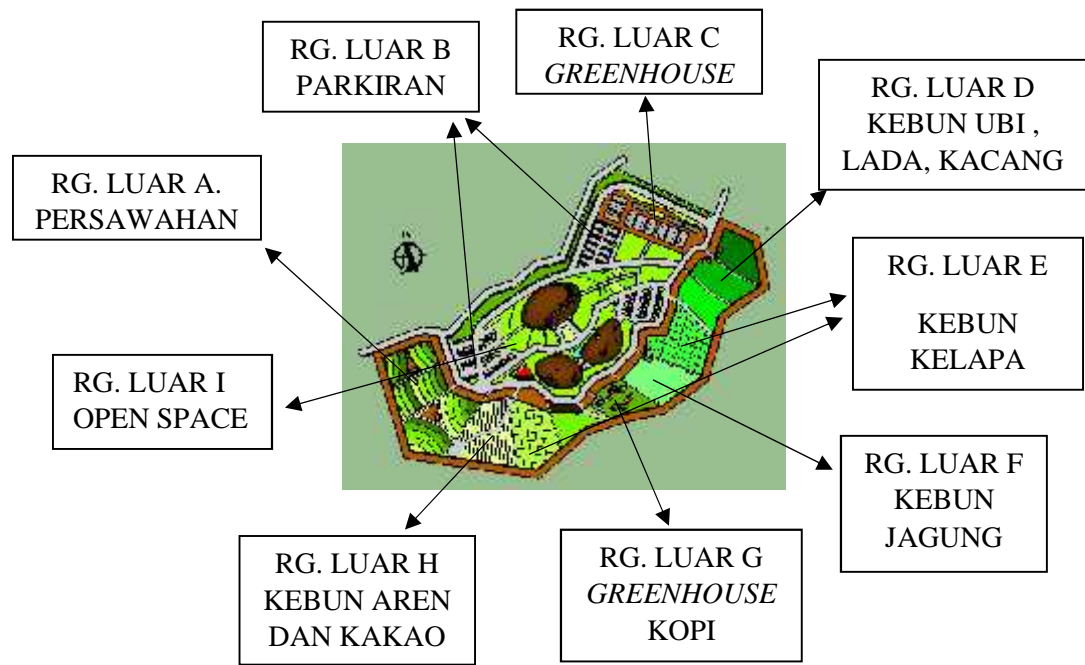 RG. LUAR B
PARKIRAN
RG. LUAR C
GREENHOUSE
RG. LUAR D
KEBUN UBI ,
LADA, KACANG
RG. LUAR A.
PERSAWAHAN
RG. LUAR E
KEBUN
KELAPA
RG. LUAR I
OPEN SPACE
RG. LUAR F
KEBUN
JAGUNG
RG. LUAR H
KEBUN AREN
DAN KAKAO
RG. LUAR G
GREENHOUSE
KOPI